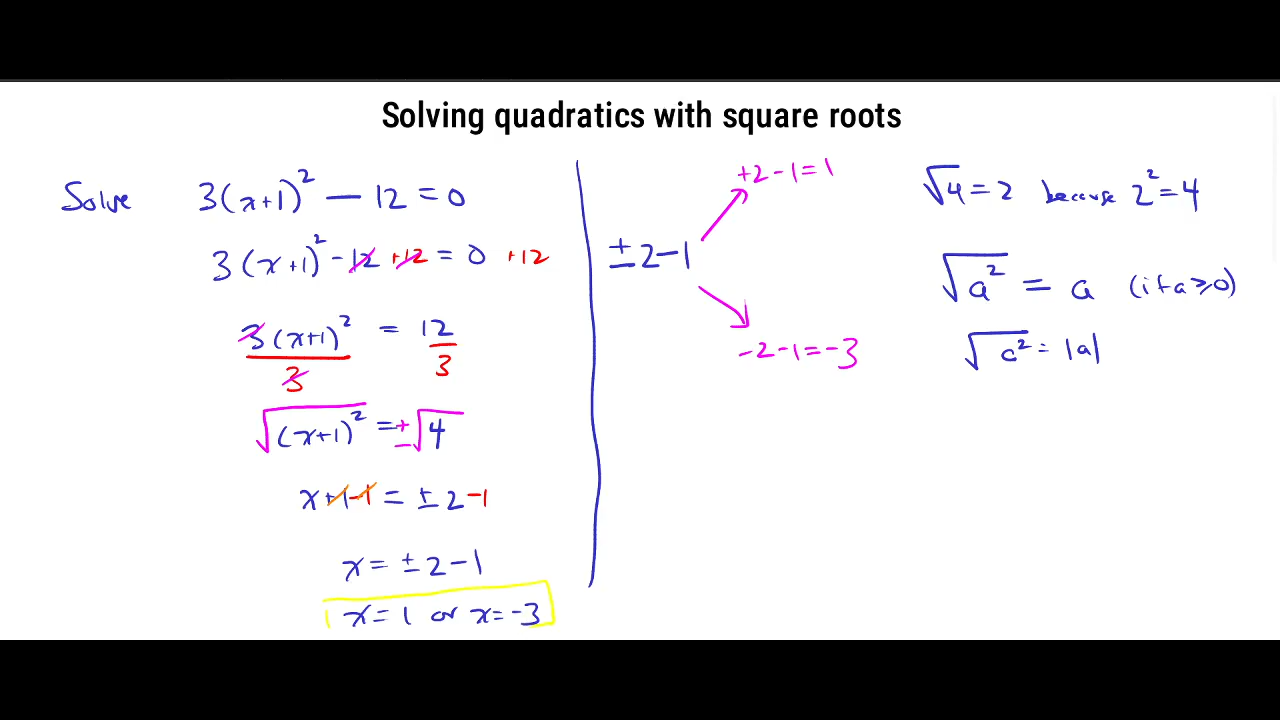 Solving quadratics with square roots
Solve 3(x+1)² − 12 = 0
3(x+1)² − 12 + 12 = 0 + 12
3(x+1)² = 12
3 3
√(x+1)² = ±√4
x + 1 − 1 = ± 2 − 1
x = ± 2 − 1
x = 1 or x = −3
+2 − 1 = 1
± 2 − 1
−2 − 1 = −3
√4 = 2 because 2² = 4
√a² = a (if a ≥ 0)
√a² = |a|